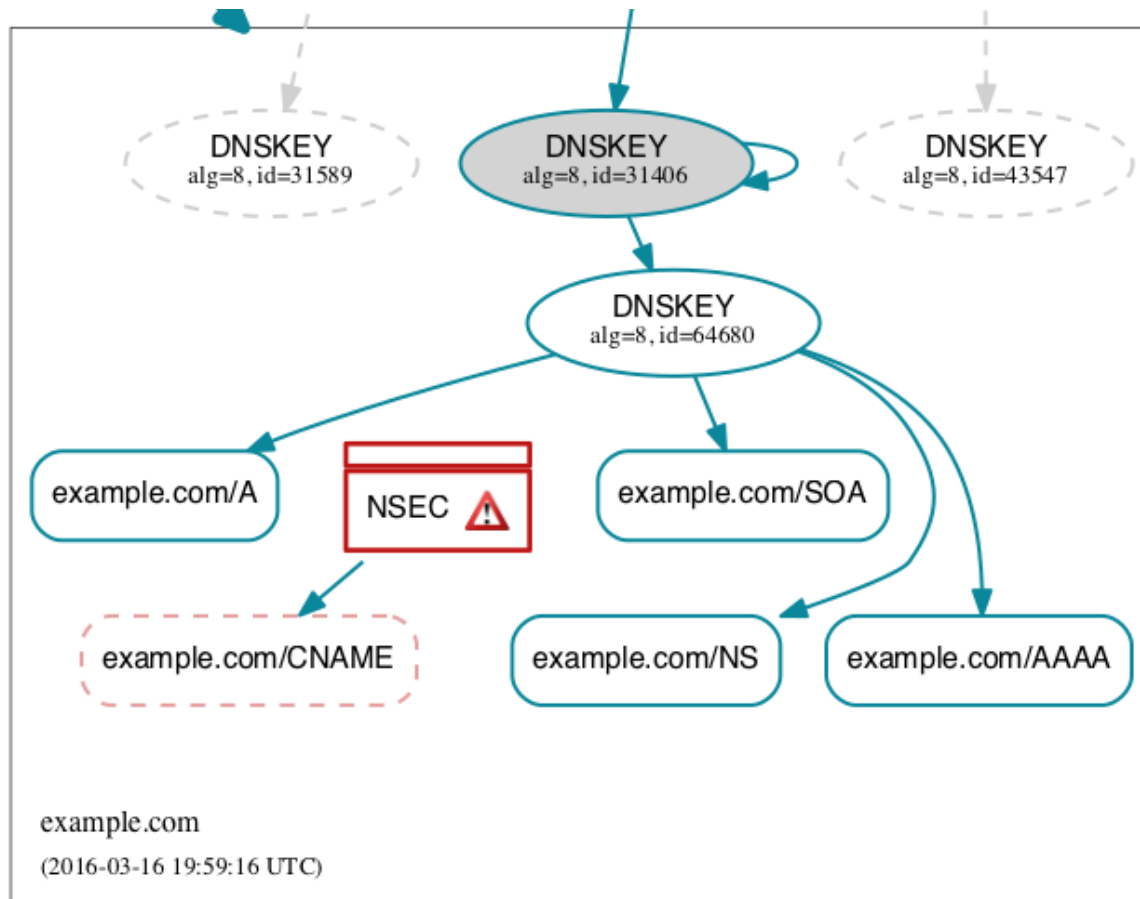 DNSKEY
alg=8, id=31589
DNSKEY
alg=8, id=31406
DNSKEY
alg=8, id=43547
DNSKEY
alg=8, id=64680
example.com/A
NSEC
example.com/SOA
example.com/CNAME
example.com/NS
example.com/AAAA
example.com
(2016-03-16 19:59:16 UTC)